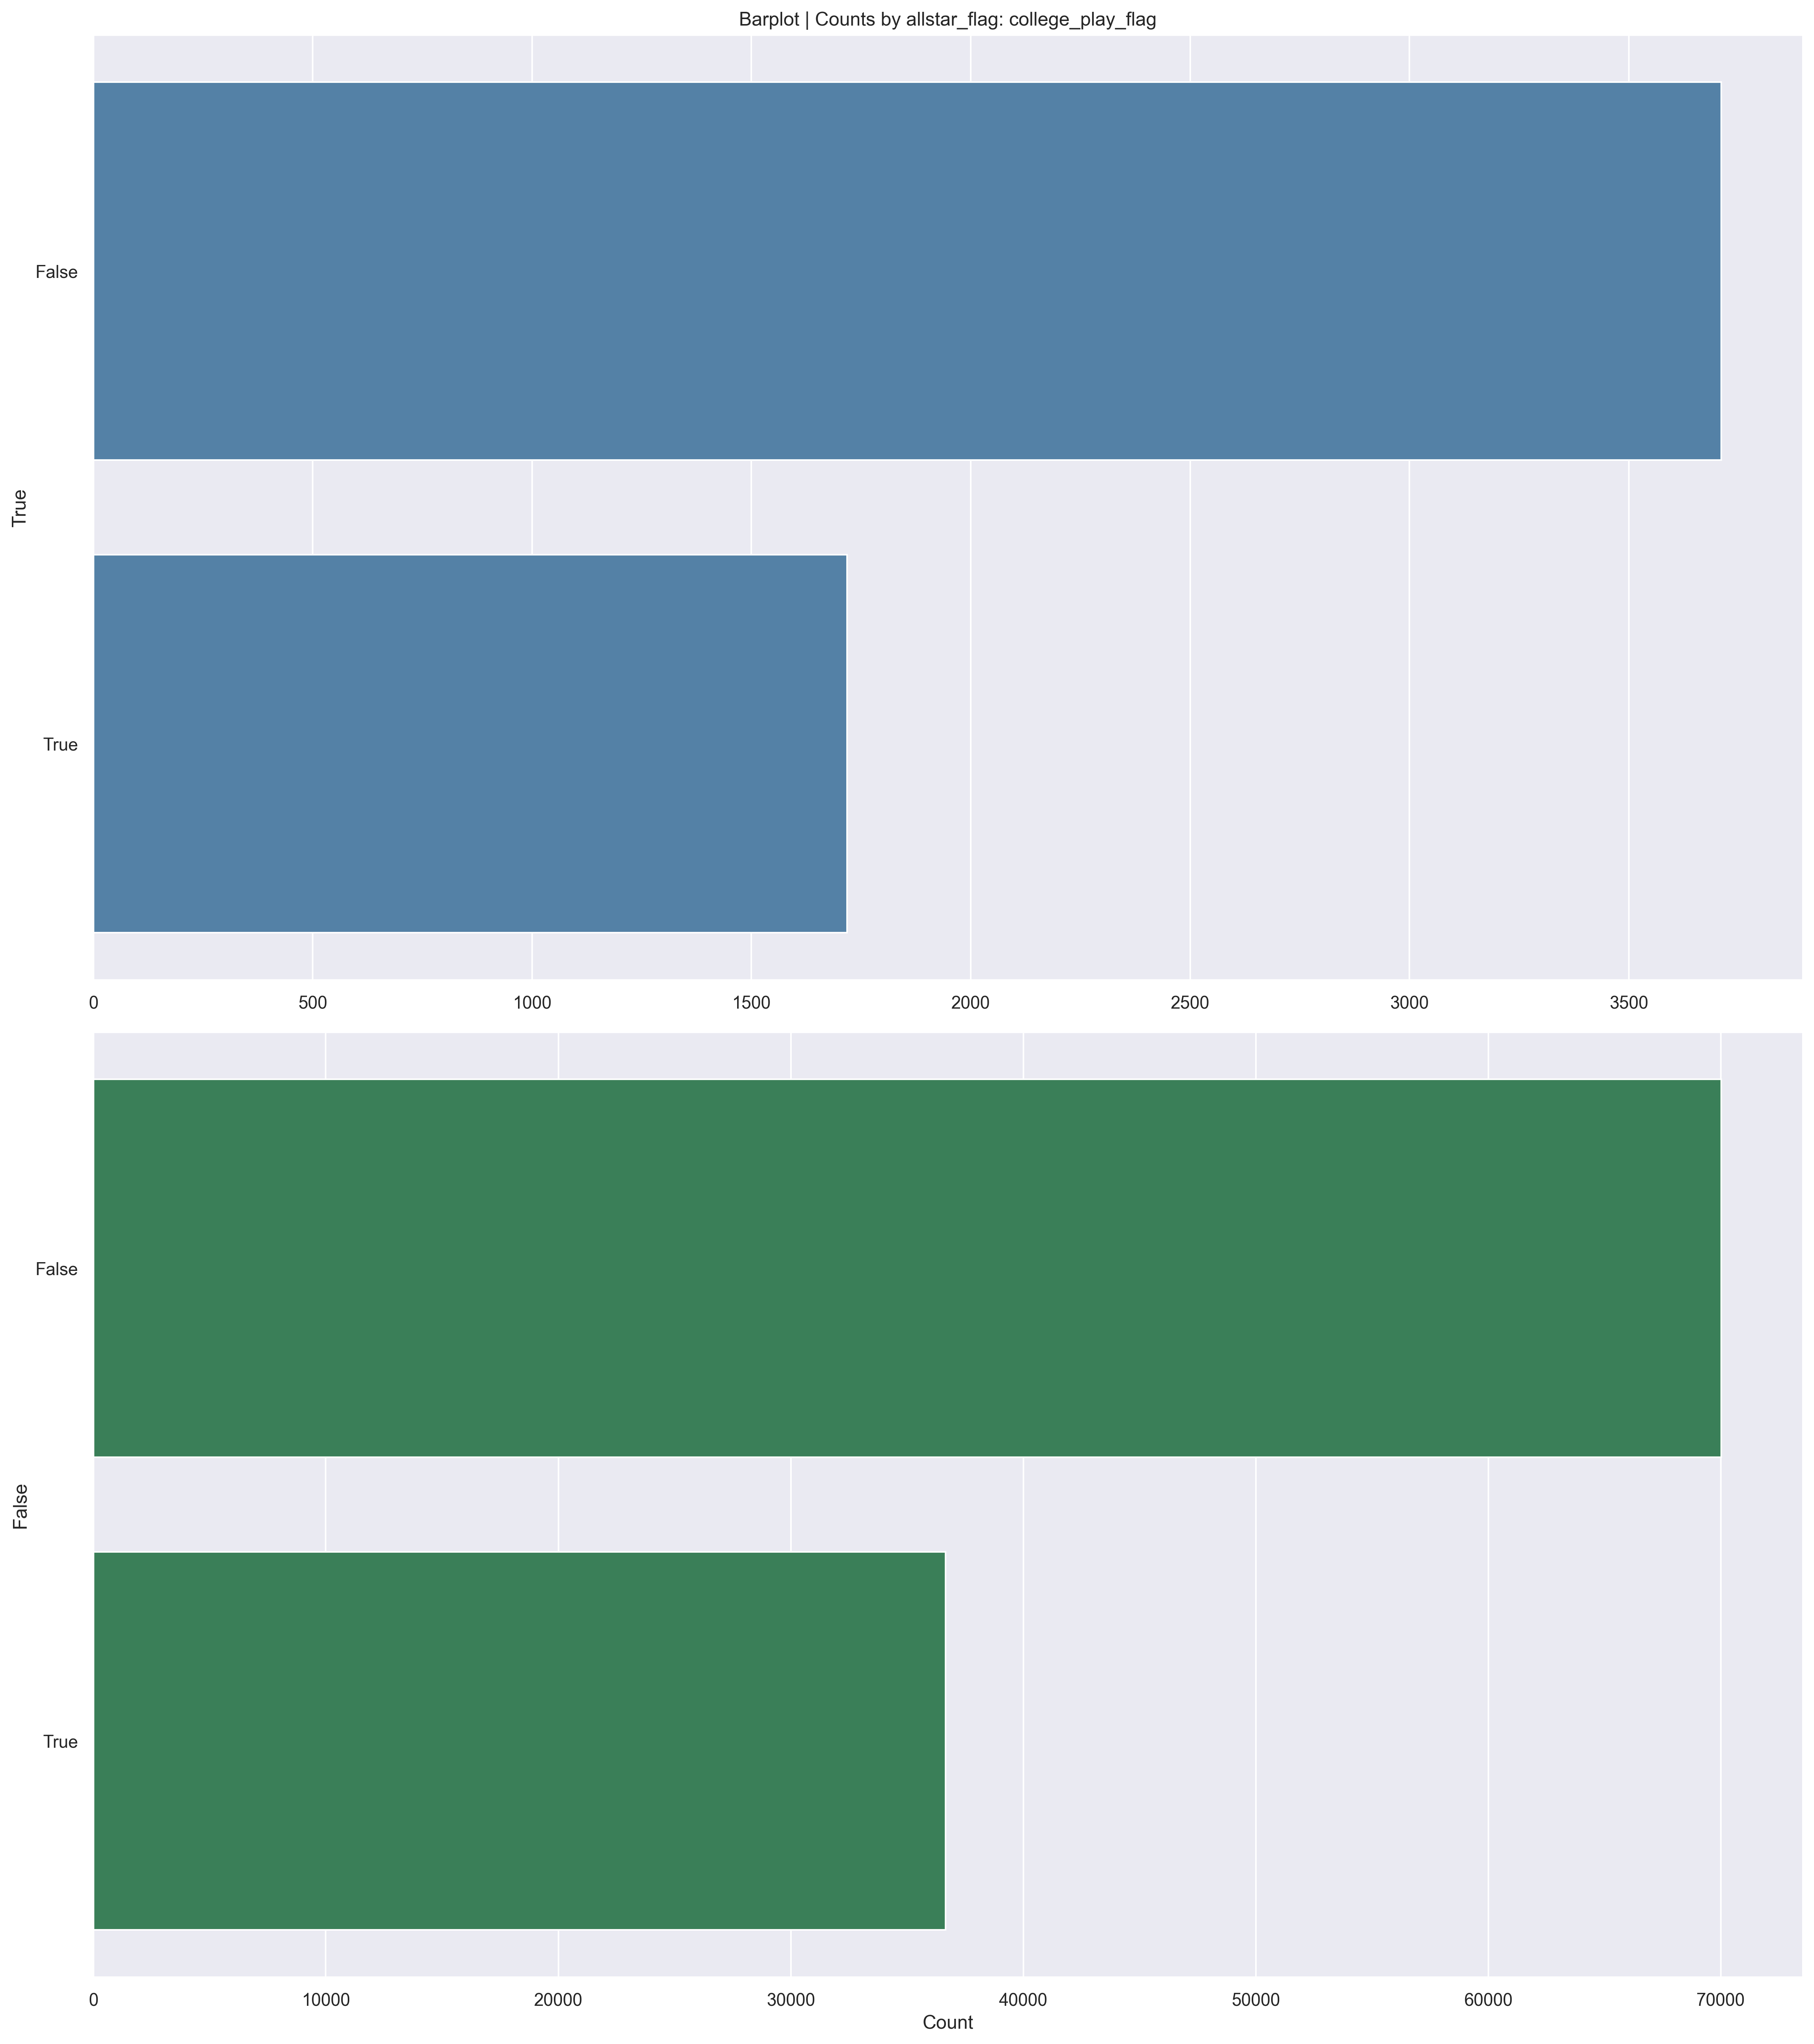 Barplot | Counts by allstar_flag: college_play_flag
True
False
True
0 500 1000 1500 2000 2500 3000 3500
False
False
True
0 10000 20000 30000 40000 50000 60000 70000
Count